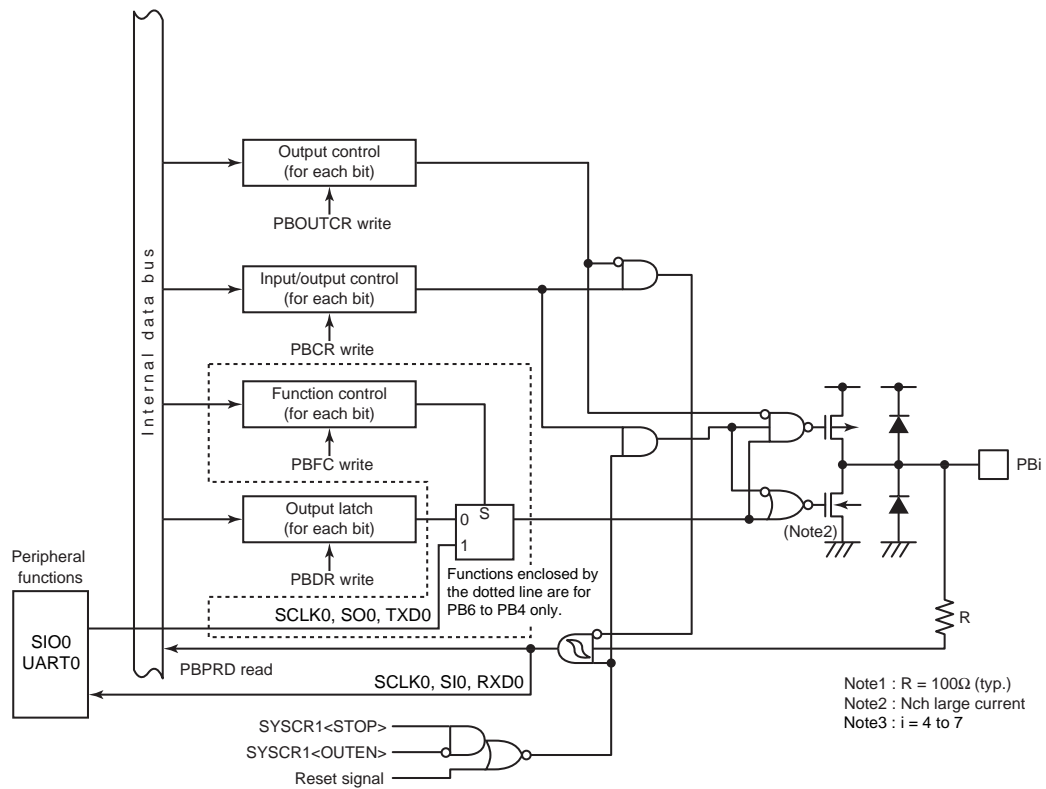 Output control
(for each bit)
PBOUTCR write
Internal data bus
Input/output control
(for each bit)
PBCR write
Function control
(for each bit)
PBFC write
Output latch
(for each bit)
PBDR write
0 S
1
Functions enclosed by
the dotted line are for
PB6 to PB4 only.
PBi
(Note2)
Peripheral
functions
SIO0
UART0
SCLK0, SO0, TXD0
R
PBPRD read
SCLK0, SI0, RXD0
SYSCR1<STOP>
SYSCR1<OUTEN>
Reset signal
Note1 : R = 100Ω (typ.)
Note2 : Nch large current
Note3 : i = 4 to 7